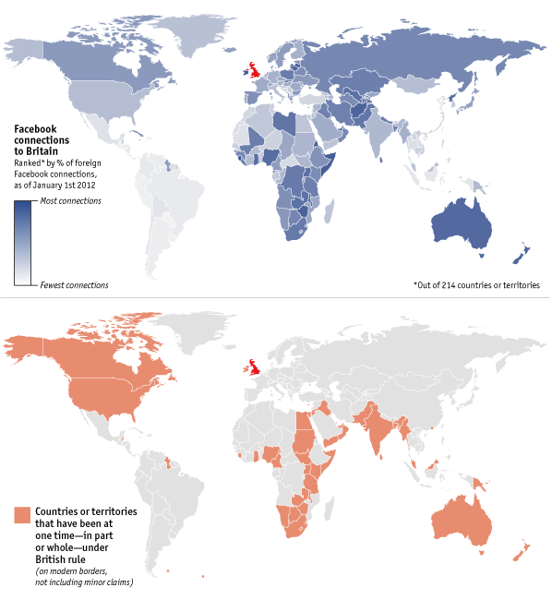 Facebook
connections
to Britain
Ranked* by % of foreign
Facebook connections,
as of January 1st 2012
Most connections
Fewest connections
*Out of 214 countries or territories
Countries or territories
that have been at
one time—in part
or whole—under
British rule
(on modern borders,
not including minor claims)